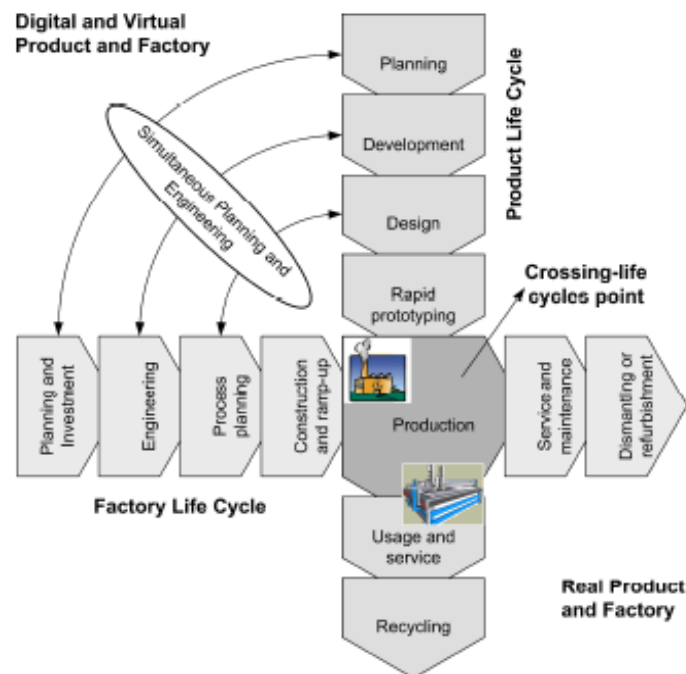 Digital and Virtual
Product and Factory
Planning
Development
Design
Rapid
prototyping
Product Life Cycle
Simultaneous Planning and
Engineering
Crossing-life
cycles point
Planning and
Investment
Engineering
Process
planning
Construction
and ramp-up
Production
Service and
maintenance
Dismanting or
refurbishment
Factory Life Cycle
Usage and
service
Recycling
Real Product
and Factory